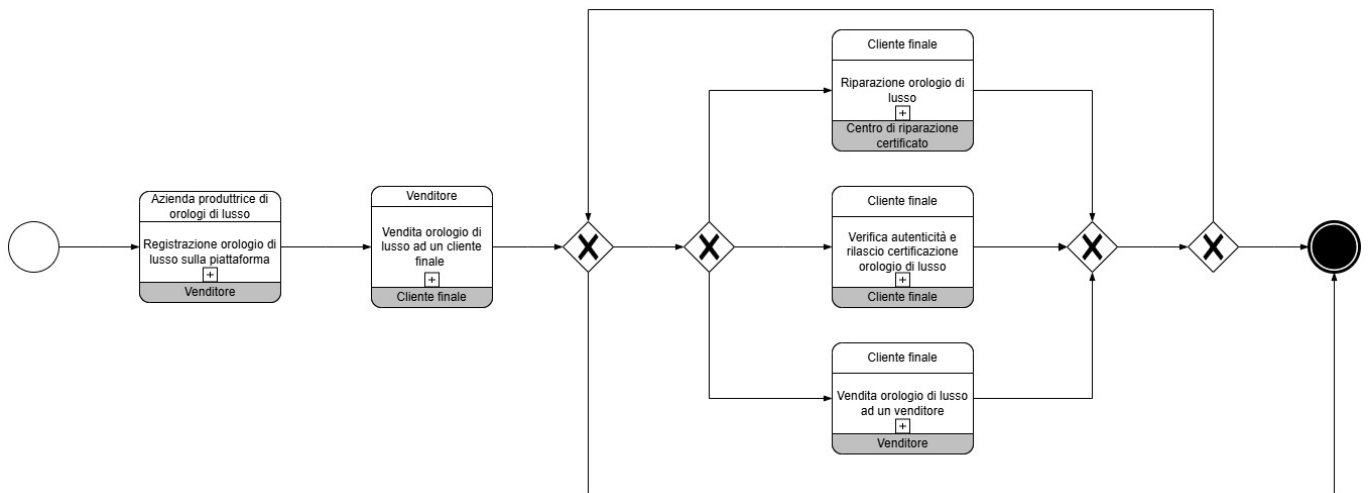 Azienda produttrice di
orologi di lusso
Registrazione orologio di
lusso sulla piattaforma
Venditore
Venditore
Vendita orologio di
lusso ad un cliente
finale
Cliente finale
Cliente finale
Riparazione orologio di
lusso
Centro di riparazione
certificato
Cliente finale
Verifica autenticità e
rilascio certificazione
orologio di lusso
Cliente finale
Cliente finale
Vendita orologio di lusso
ad un venditore
Venditore